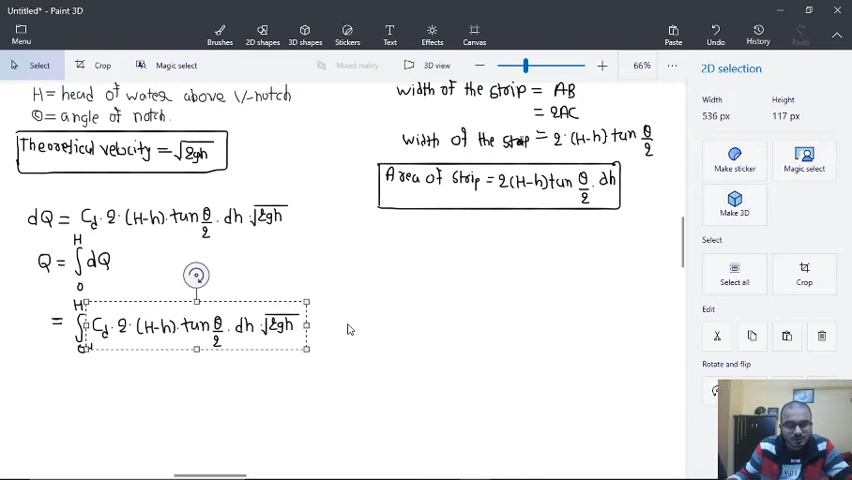 Untitled* - Paint 3D
Menu
Brushes
2D shapes
3D shapes
Stickers
Text
Effects
Canvas
Paste
Undo
History
Redo
Select
Crop
Magic select
Mixed reality
3D view
66%
2D selection
Width
Height
536 px
117 px
Make sticker
Magic select
Make 3D
Select
Select all
Crop
Edit
Rotate and flip
H = head of water above V-notch
θ = angle of notch.
Theoretical velocity = √2gh
dQ = Cd · 2 · (H-h) · tan θ/2 · dh · √2gh
Q = ∫₀ᴴ dQ
= ∫₀ᴴ Cd · 2 · (H-h) · tan θ/2 · dh · √2gh
width of the strip = AB
= 2AC
width of the strip = 2 · (H-h) tan θ/2
Area of strip = 2(H-h) tan θ/2 · dh